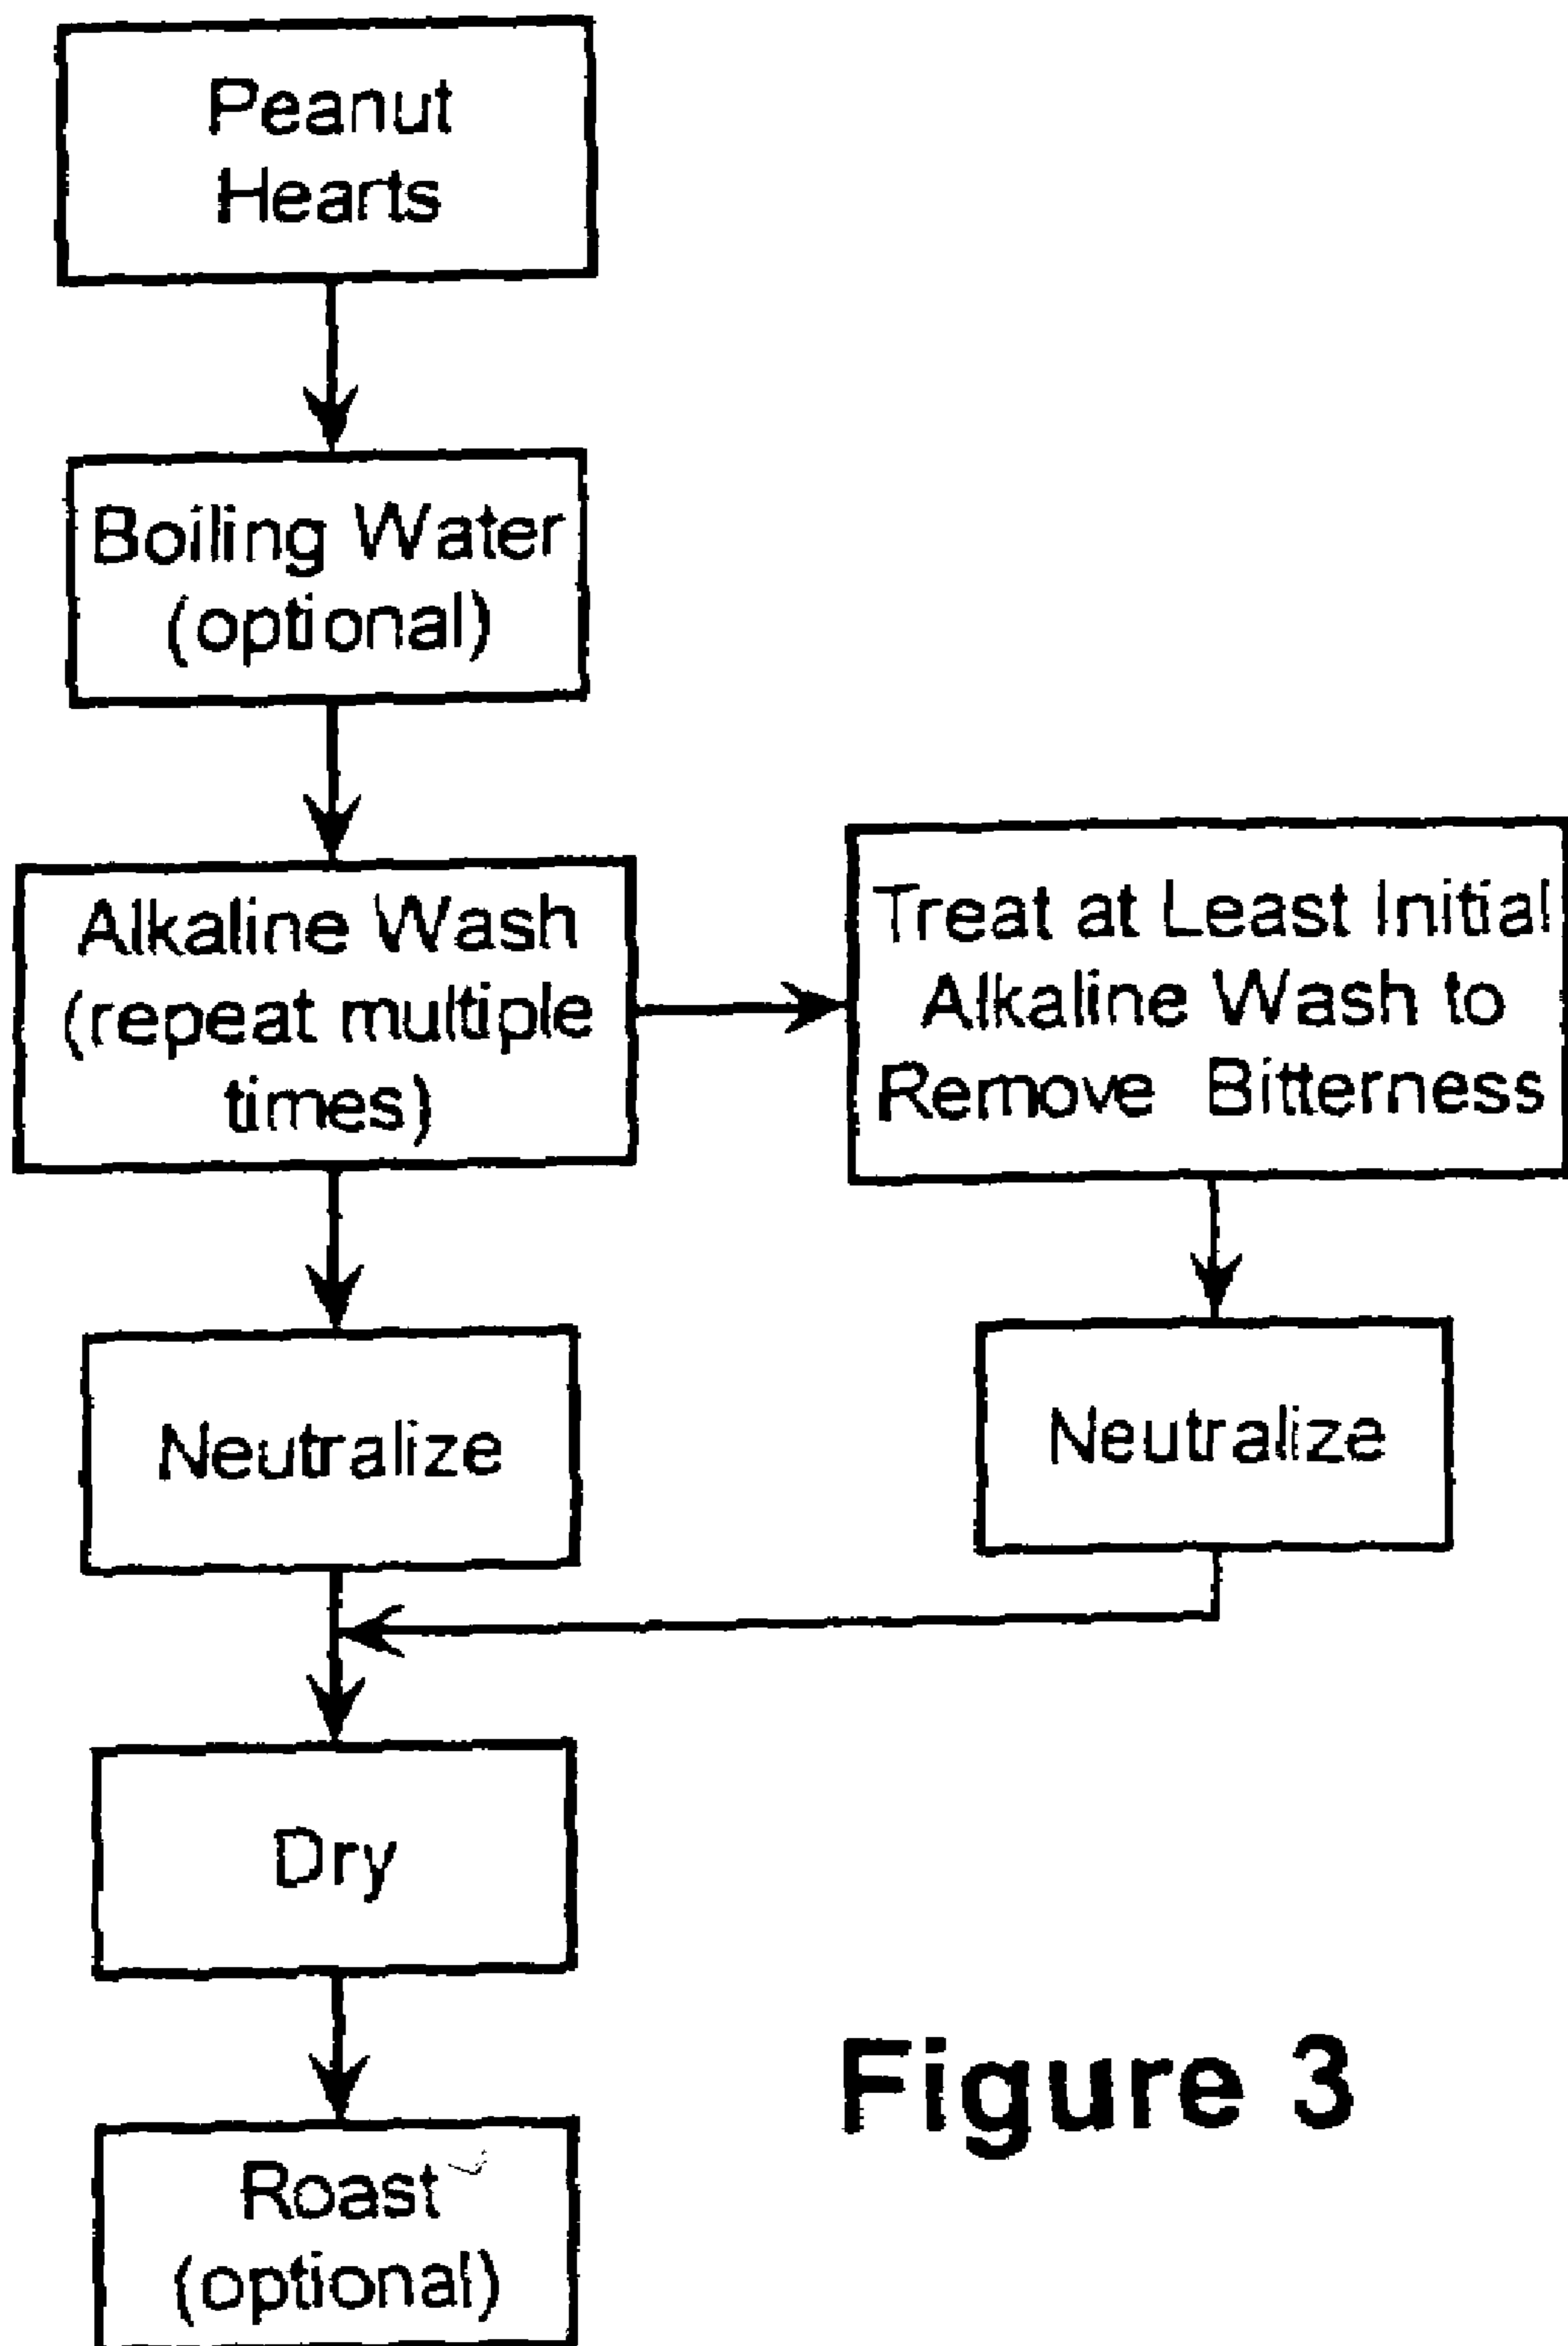 Peanut
Hearts
Boiling Water
(optional)
Alkaline Wash
(repeat multiple
times)
Treat at Least Initial
Alkaline Wash to
Remove Bitterness
Neutralize
Neutralize
Dry
Roast
(optional)
Figure 3